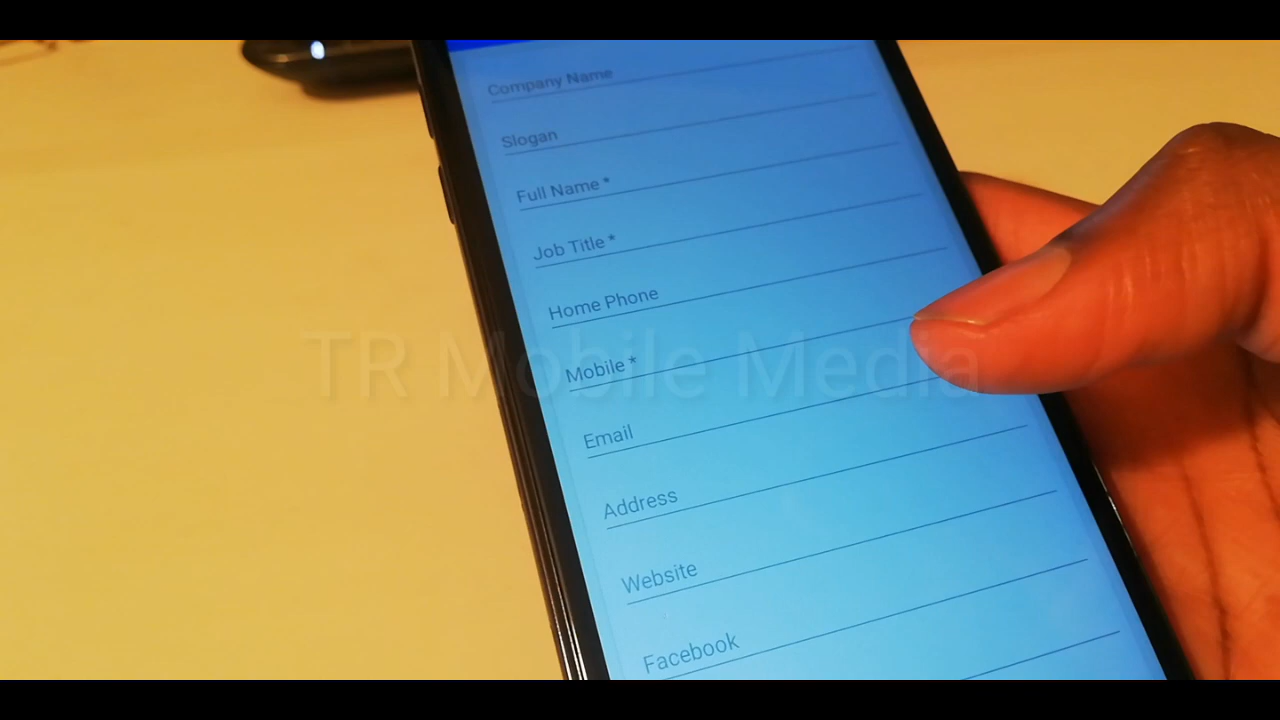 Company Name
Slogan
Full Name *
Job Title *
Home Phone
TR Mobile Media
Mobile *
Email
Address
Website
Facebook